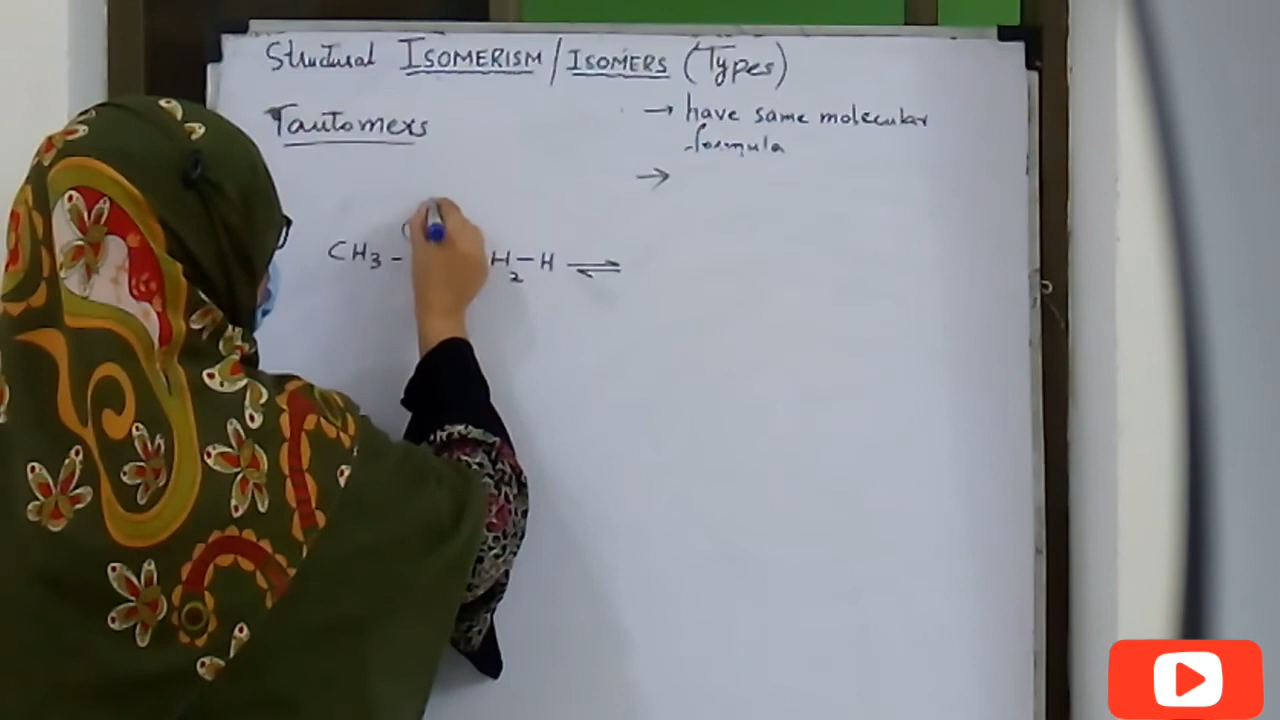 Structural ISOMERISM / ISOMERS (Types)
Tautomers
→ have same molecular
formula
→
CH3 - H2 - H ⇌